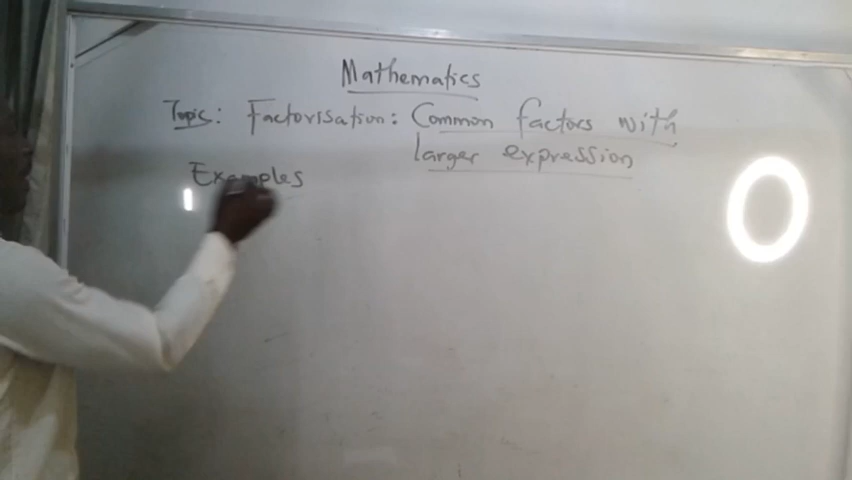 Mathematics
Topic: Factorisation: Common factors with
larger expression
Examples